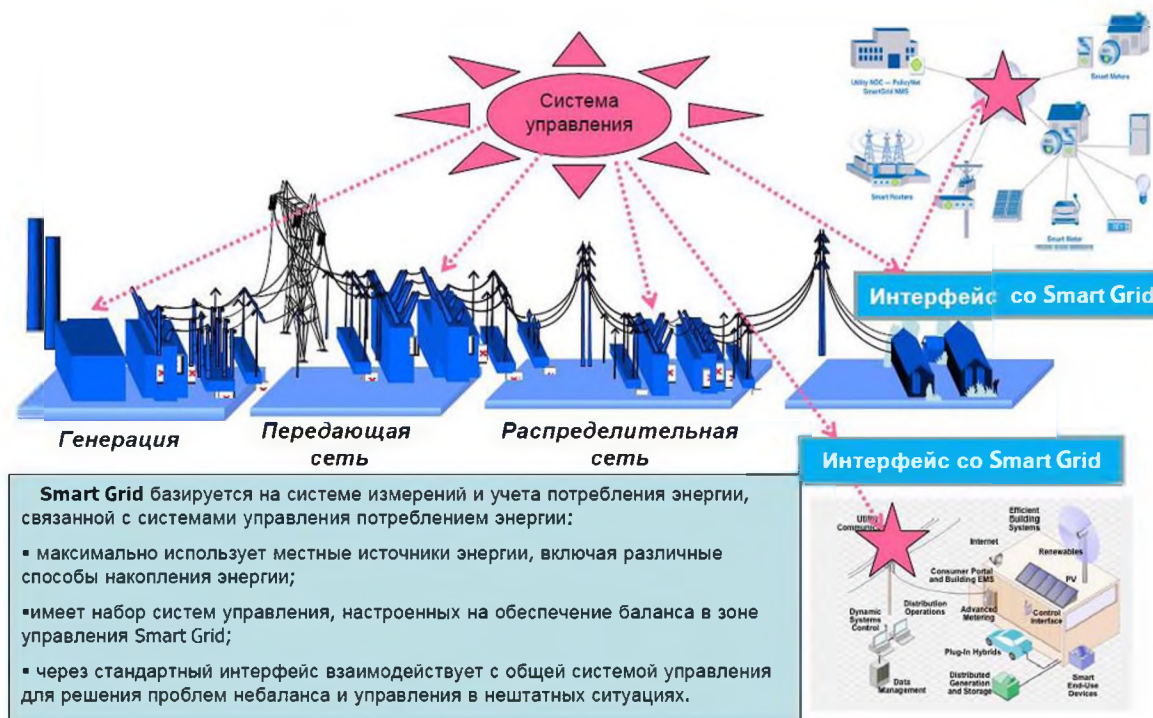 Система
управления
Utility NOC — PolicyNet
SmartGrid NMS
Smart Meters
Smart Routers
Smart Meter
Интерфейс со Smart Grid
Генерация
Передающая
сеть
Распределительная
сеть
Интерфейс со Smart Grid
Smart Grid базируется на системе измерений и учета потребления энергии,
связанной с системами управления потреблением энергии:
▪ максимально использует местные источники энергии, включая различные
способы накопления энергии;
▪имеет набор систем управления, настроенных на обеспечение баланса в зоне
управления Smart Grid;
▪ через стандартный интерфейс взаимодействует с общей системой управления
для решения проблем небаланса и управления в нештатных ситуациях.
Utility
Efficient
Building
Systems
Internet
Renewables
Consumer Portal
and Building EMS
PV
Distribution
Operations
Advanced
Metering
Control
Interface
Dynamic
Systems
Control
Plug-In Hybrids
Data
Management
Distributed
Generation
and Storage
Smart
End-Use
Devices